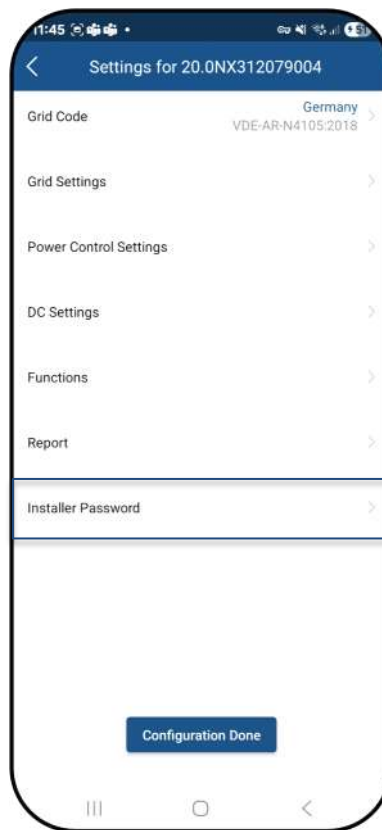 11:45
Settings for 20.0NX312079004
Grid Code
Germany
VDE-AR-N4105:2018
Grid Settings
Power Control Settings
DC Settings
Functions
Report
Installer Password
Configuration Done